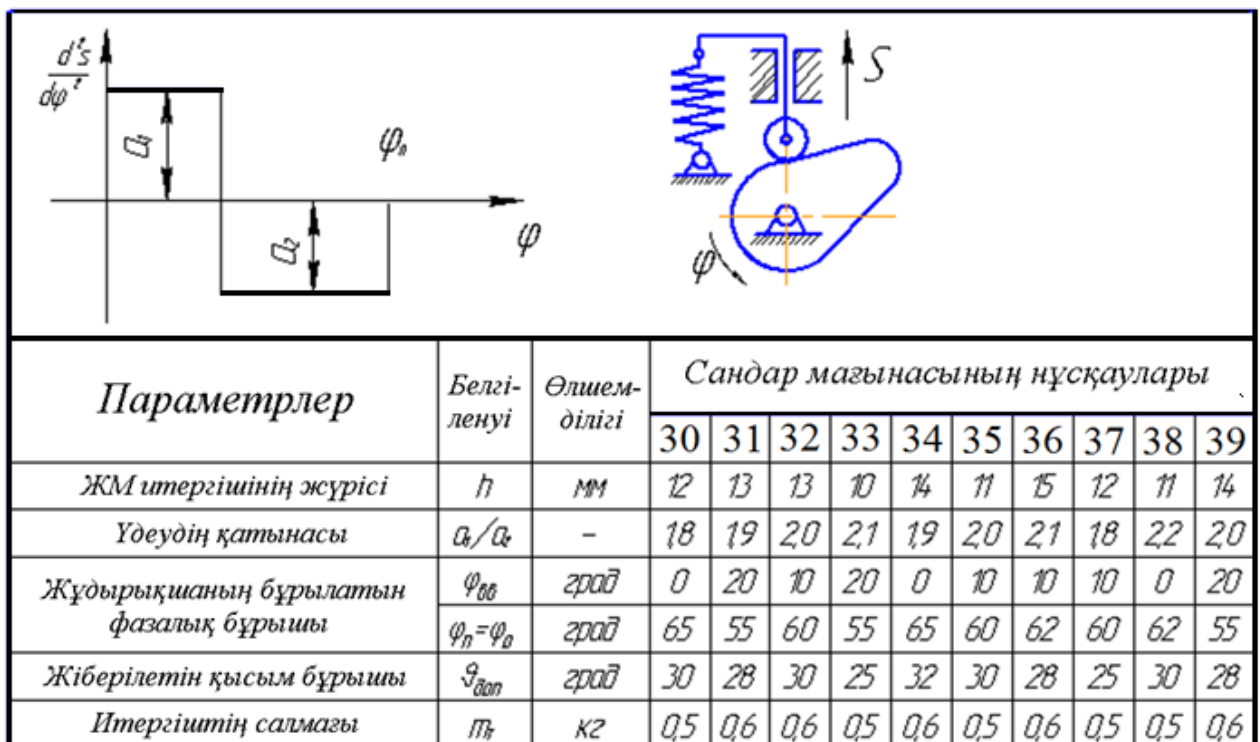 d²s
dφ²
a₁
φₙ
a₂
φ
S
φ
Параметрлер
Белгі-
ленуі
Өлшем-
ділігі
Сандар мағынасының нұсқаулары
30 31 32 33 34 35 36 37 38 39
ЖМ итергішінің жүрісі h мм 12 13 13 10 14 11 15 12 11 14
Үдеудің қатынасы a₁/a₂ – 1,8 1,9 2,0 2,1 1,9 2,0 2,1 1,8 2,2 2,0
Жұдырықшаның бұрылатын
фазалық бұрышы
φвв град 0 20 10 20 0 10 10 10 0 20
φп=φо град 65 55 60 55 65 60 62 60 62 55
Жіберілетін қысым бұрышы ϑдоп град 30 28 30 25 32 30 28 25 30 28
Итергіштің салмағы mт кг 0,5 0,6 0,6 0,5 0,6 0,5 0,6 0,5 0,5 0,6